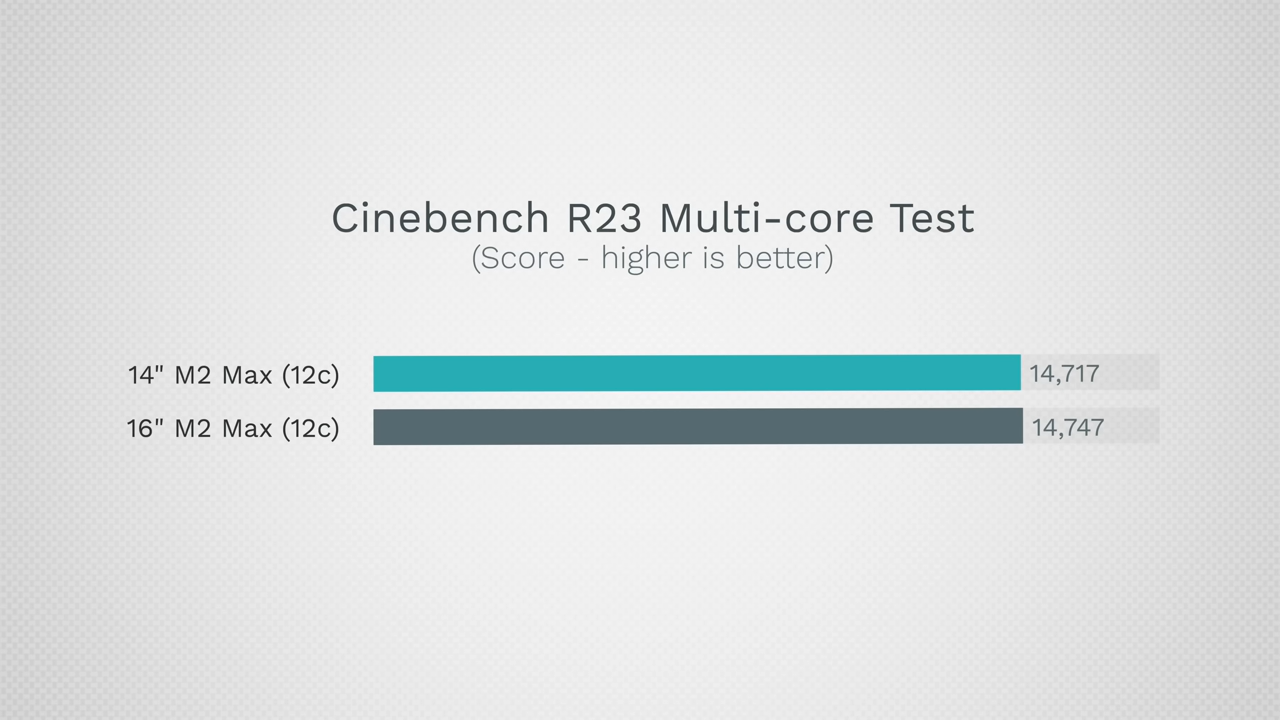 Cinebench R23 Multi-core Test
(Score - higher is better)
14" M2 Max (12c) 14,717
16" M2 Max (12c) 14,747